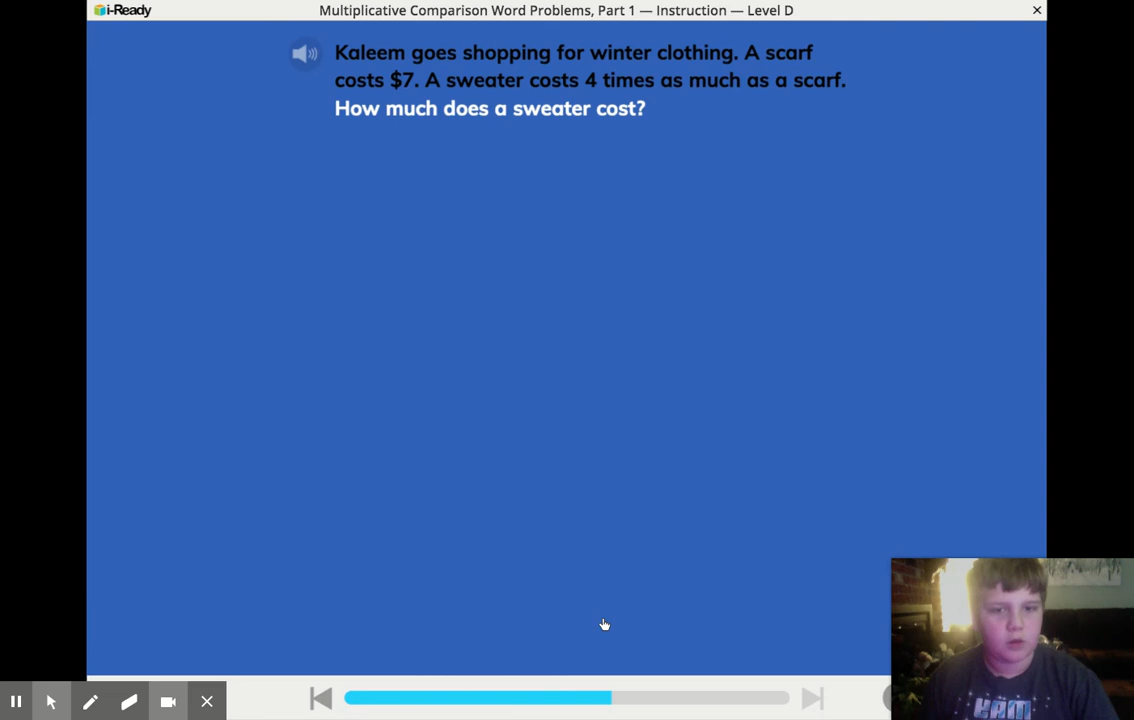 i-Ready
Multiplicative Comparison Word Problems, Part 1 — Instruction — Level D
Kaleem goes shopping for winter clothing. A scarf
costs $7. A sweater costs 4 times as much as a scarf.
How much does a sweater cost?